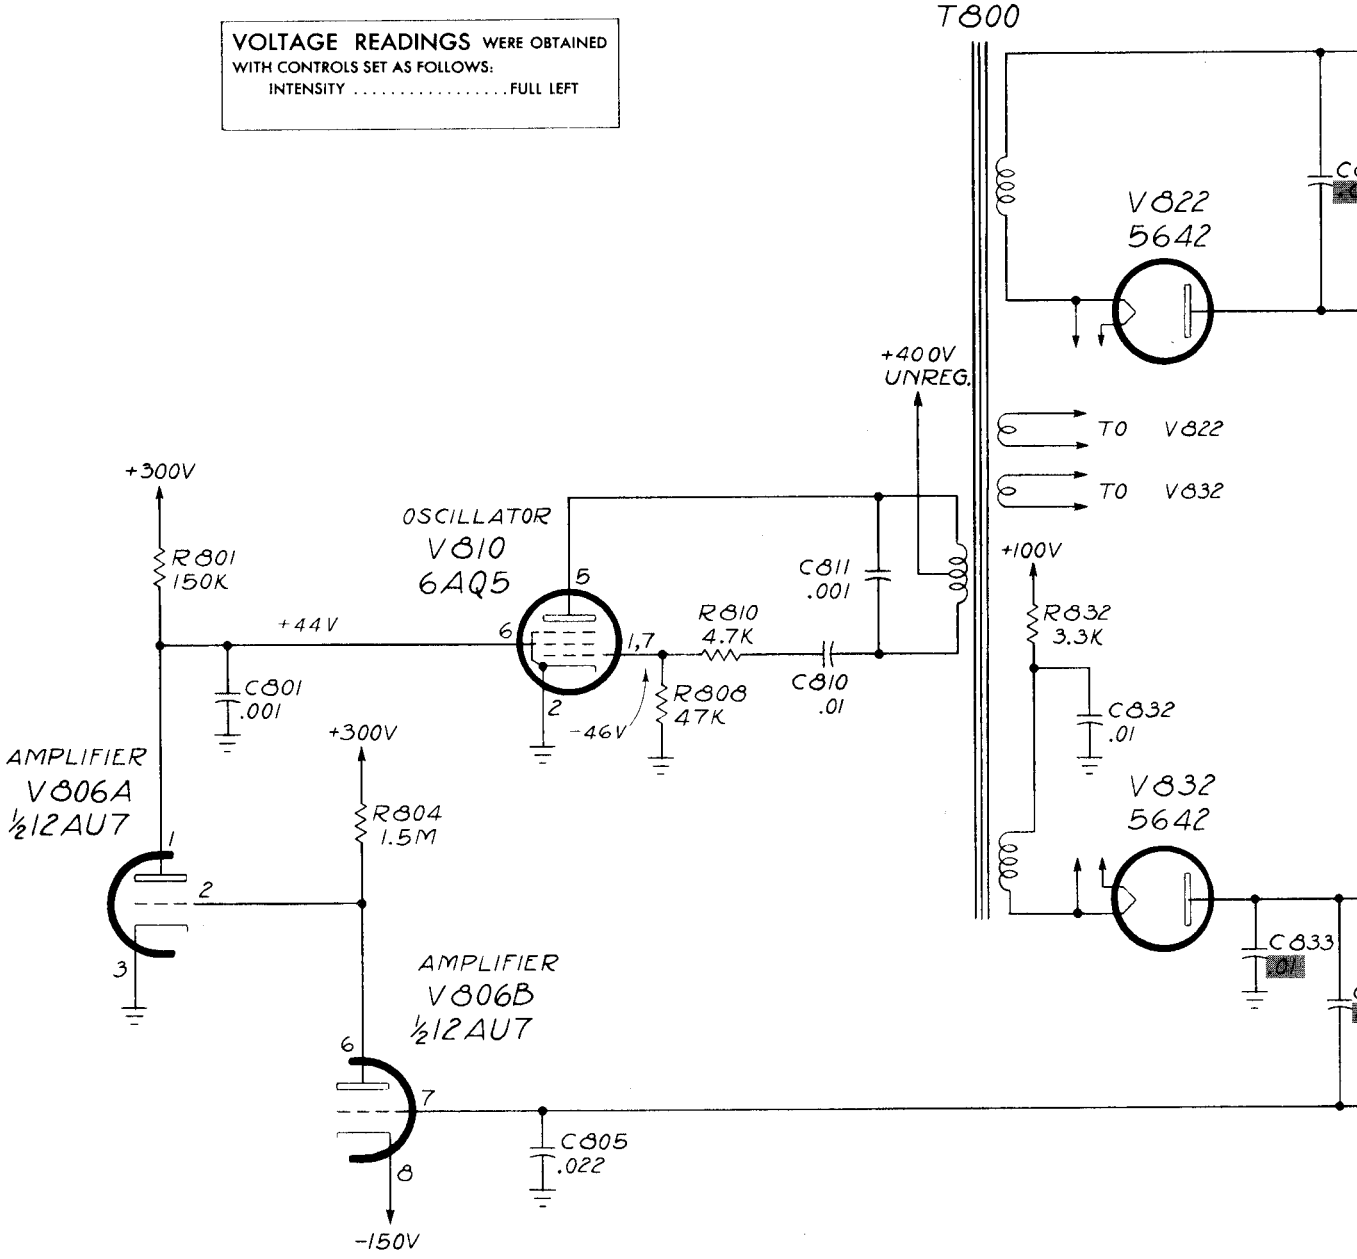 T800
VOLTAGE READINGS WERE OBTAINED
WITH CONTROLS SET AS FOLLOWS:
INTENSITY ................. FULL LEFT
V822
5642
+400V
UNREG.
TO V822
TO V832
+300V
R801
150K
OSCILLATOR
V810
6AQ5
5
6
1,7
2
+44V
C801
.001
-46V
R808
47K
R810
4.7K
C810
.01
C811
.001
+100V
R832
3.3K
C832
.01
V832
5642
C833
.01
AMPLIFIER
V806A
½12AU7
1
2
3
+300V
R804
1.5M
AMPLIFIER
V806B
½12AU7
6
7
8
C805
.022
-150V